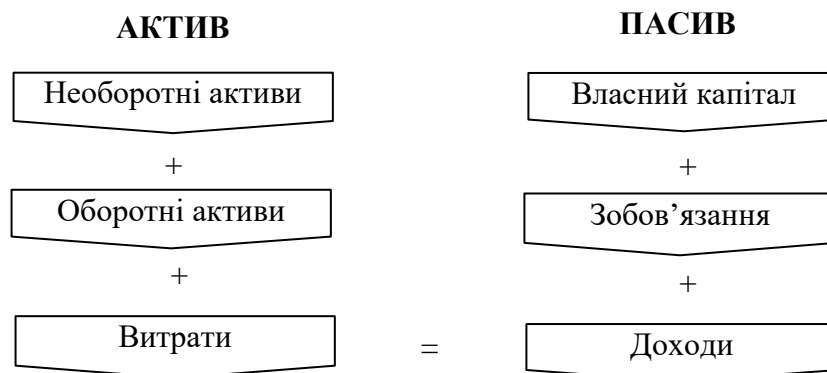 АКТИВ ПАСИВ
Необоротні активи Власний капітал
+ +
Оборотні активи Зобов’язання
+ +
Витрати = Доходи